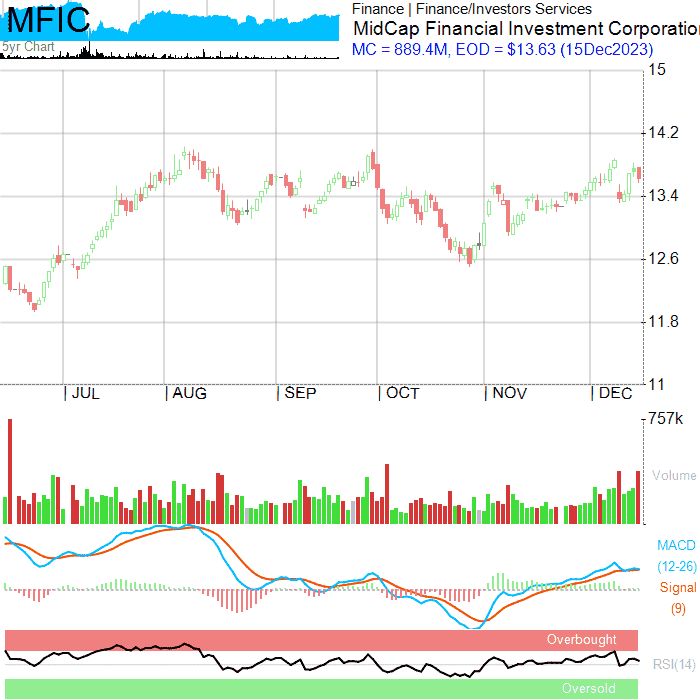 MFIC
5yr Chart
Finance | Finance/Investors Services
MidCap Financial Investment Corporatio
MC = 889.4M, EOD = $13.63 (15Dec2023)
15
14.2
13.4
12.6
11.8
11
JUL
AUG
SEP
OCT
NOV
DEC
757k
Volume
MACD
(12-26)
Signal
(9)
Overbought
RSI(14)
Oversold